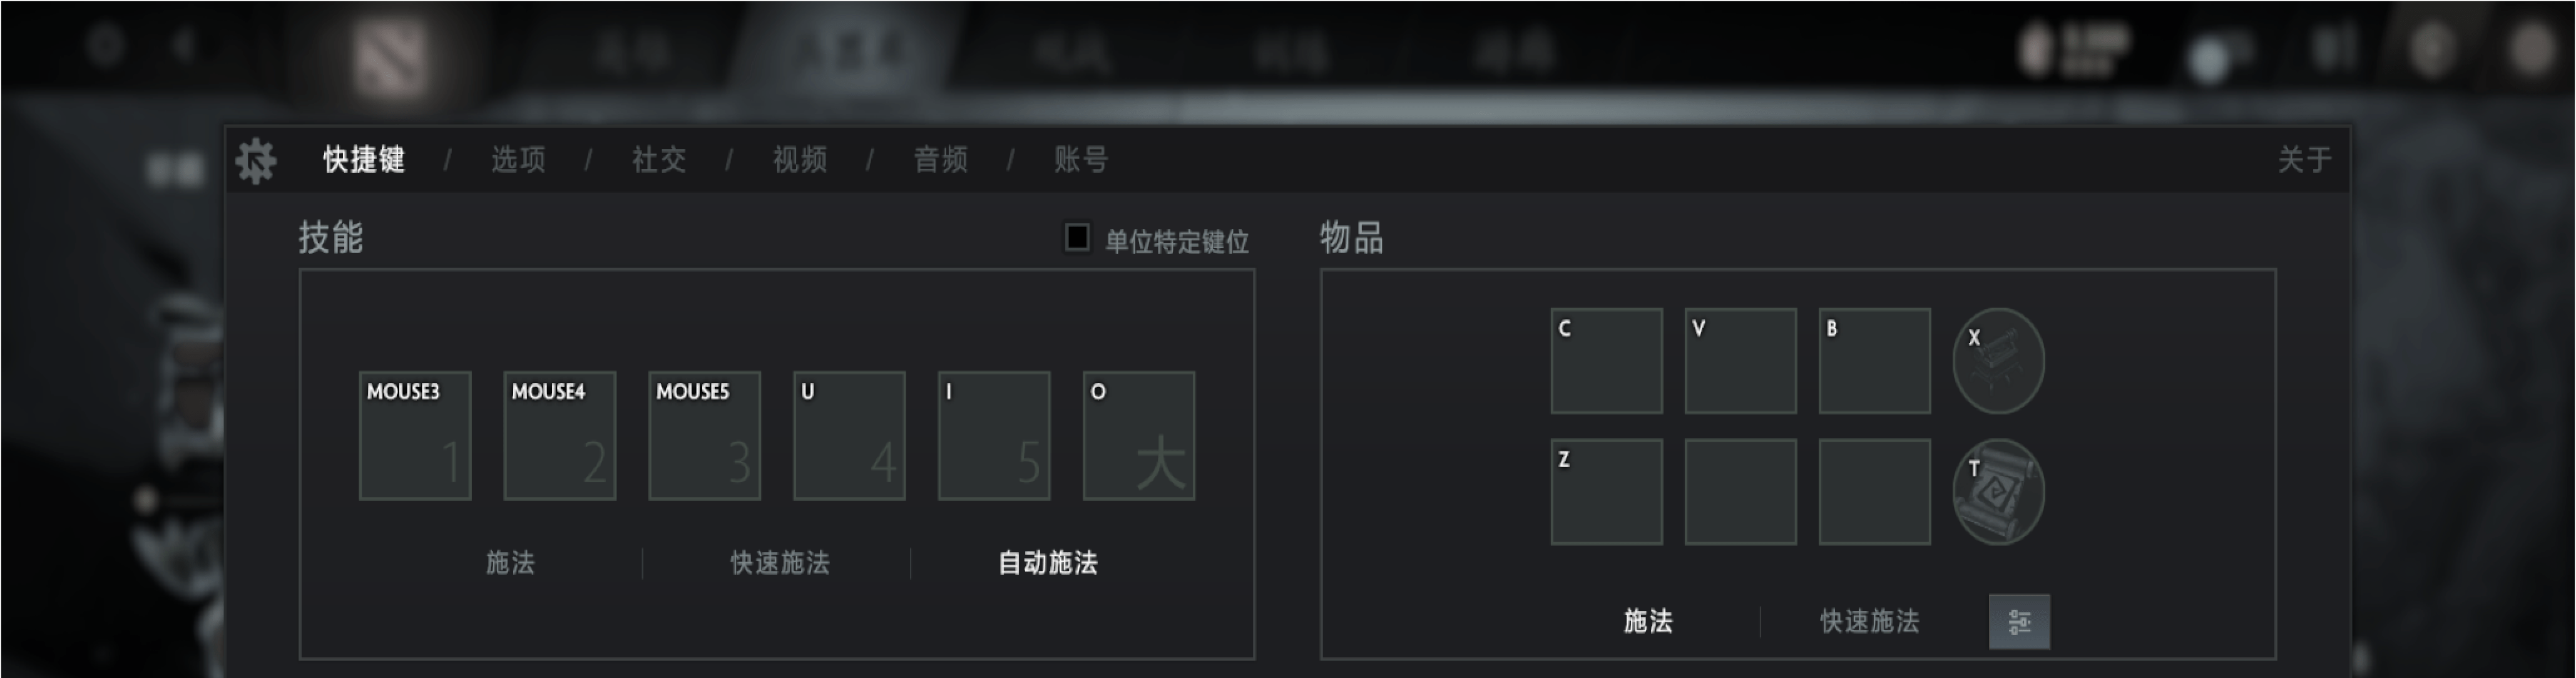 快捷键 / 选项 / 社交 / 视频 / 音频 / 账号 关于
技能 单位特定键位 物品
C V B X
MOUSE3 MOUSE4 MOUSE5 U I O
1 2 3 4 5 大
Z T
施法 快速施法 自动施法
施法 快速施法